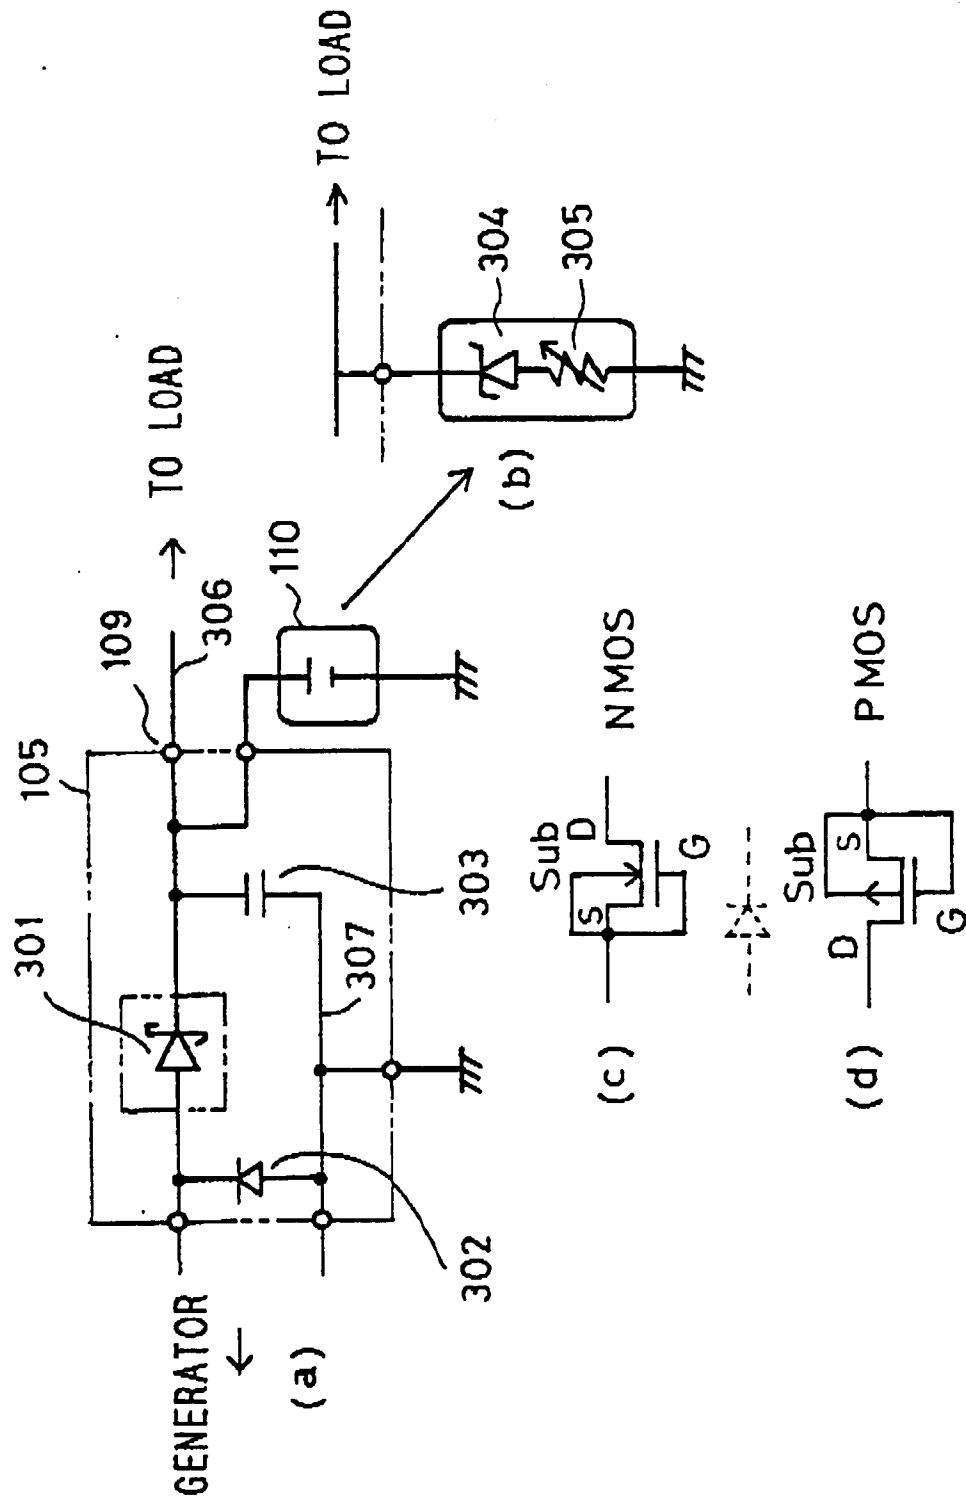 GENERATOR
(a)
302
301
105
109
306
TO LOAD
303
307
110
(b)
TO LOAD
304
305
(c)
S
Sub
D
G
NMOS
(d)
D
Sub
S
G
PMOS